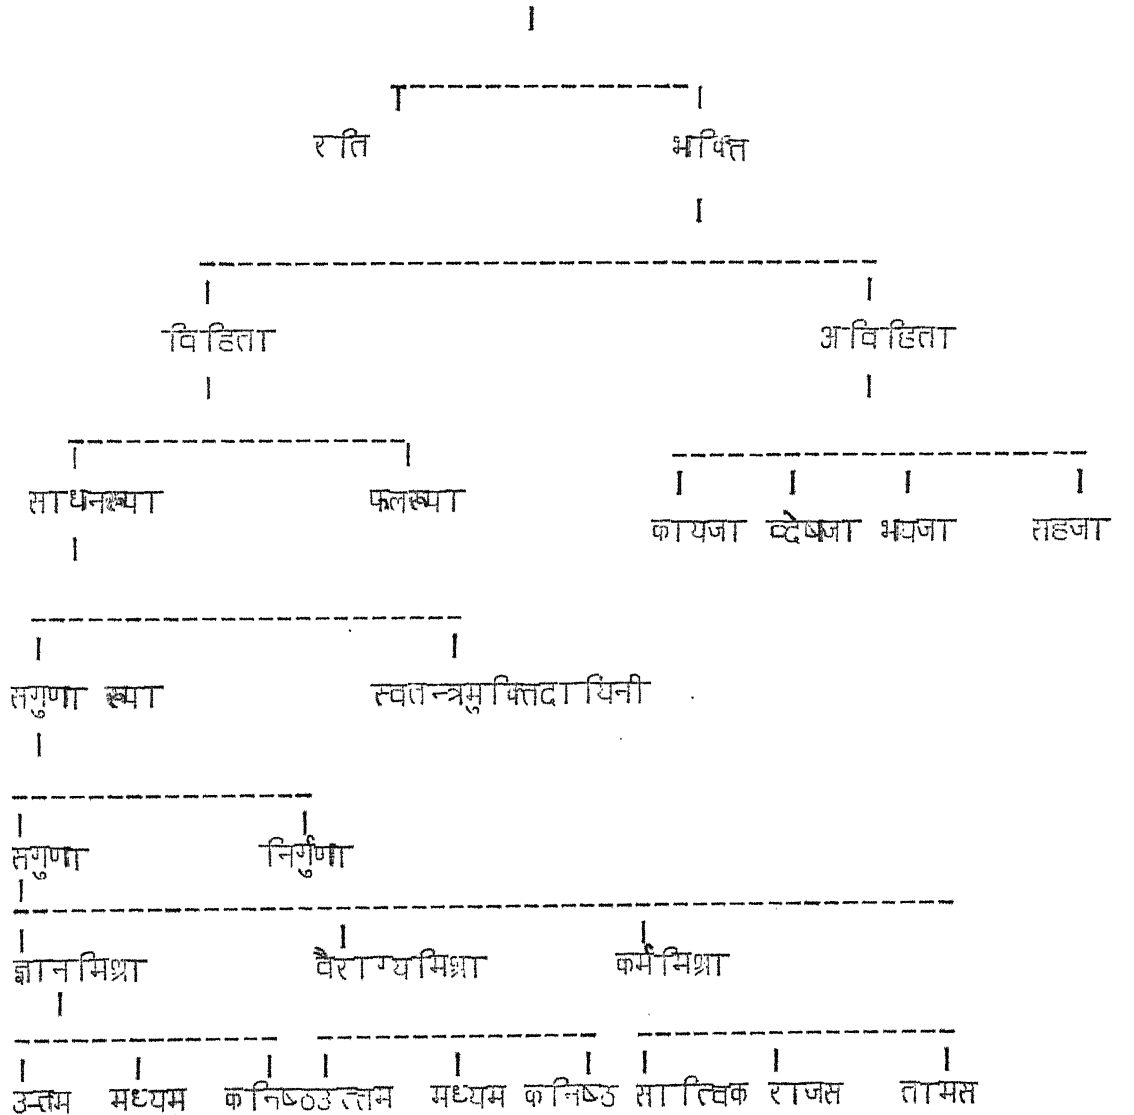 रति भक्ति
विहिता अविहिता
साधनरूपा फलरूपा
कायजा व्देषजा भयजा सहजा
सगुणा रूपा स्वतन्त्रमुक्तिदायिनी
सगुणा निर्गुणा
ज्ञानमिश्रा वैराग्यमिश्रा कर्ममिश्रा
उत्तम मध्यम कनिष्ठ उत्तम मध्यम कनिष्ठ सात्त्विक राजस तामस